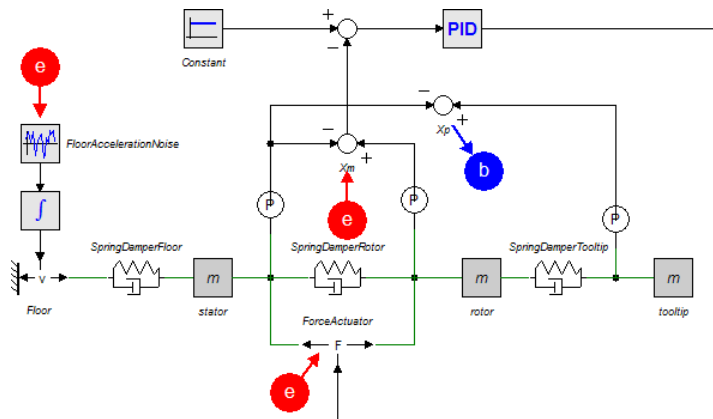 +
PID
−
Constant
e
−
+
Xp
FloorAccelerationNoise
−
+
Xm
b
∫
P
e
P
P
SpringDamperFloor
SpringDamperRotor
SpringDamperTooltip
v
m
m
m
Floor
stator
ForceActuator
rotor
tooltip
F
e